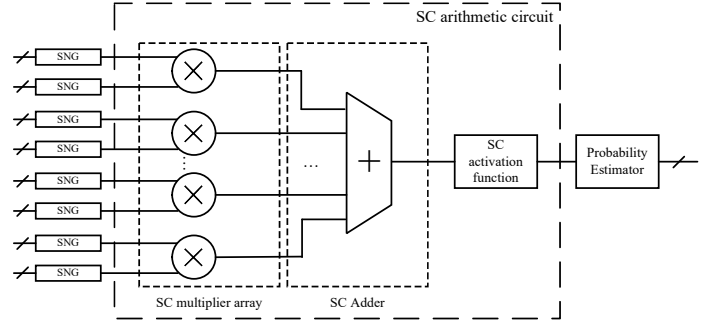 SC arithmetic circuit
SNG
SNG
SNG
SNG
SNG
SNG
SNG
SNG
...
...
SC
activation
function
Probability
Estimator
SC multiplier array
SC Adder